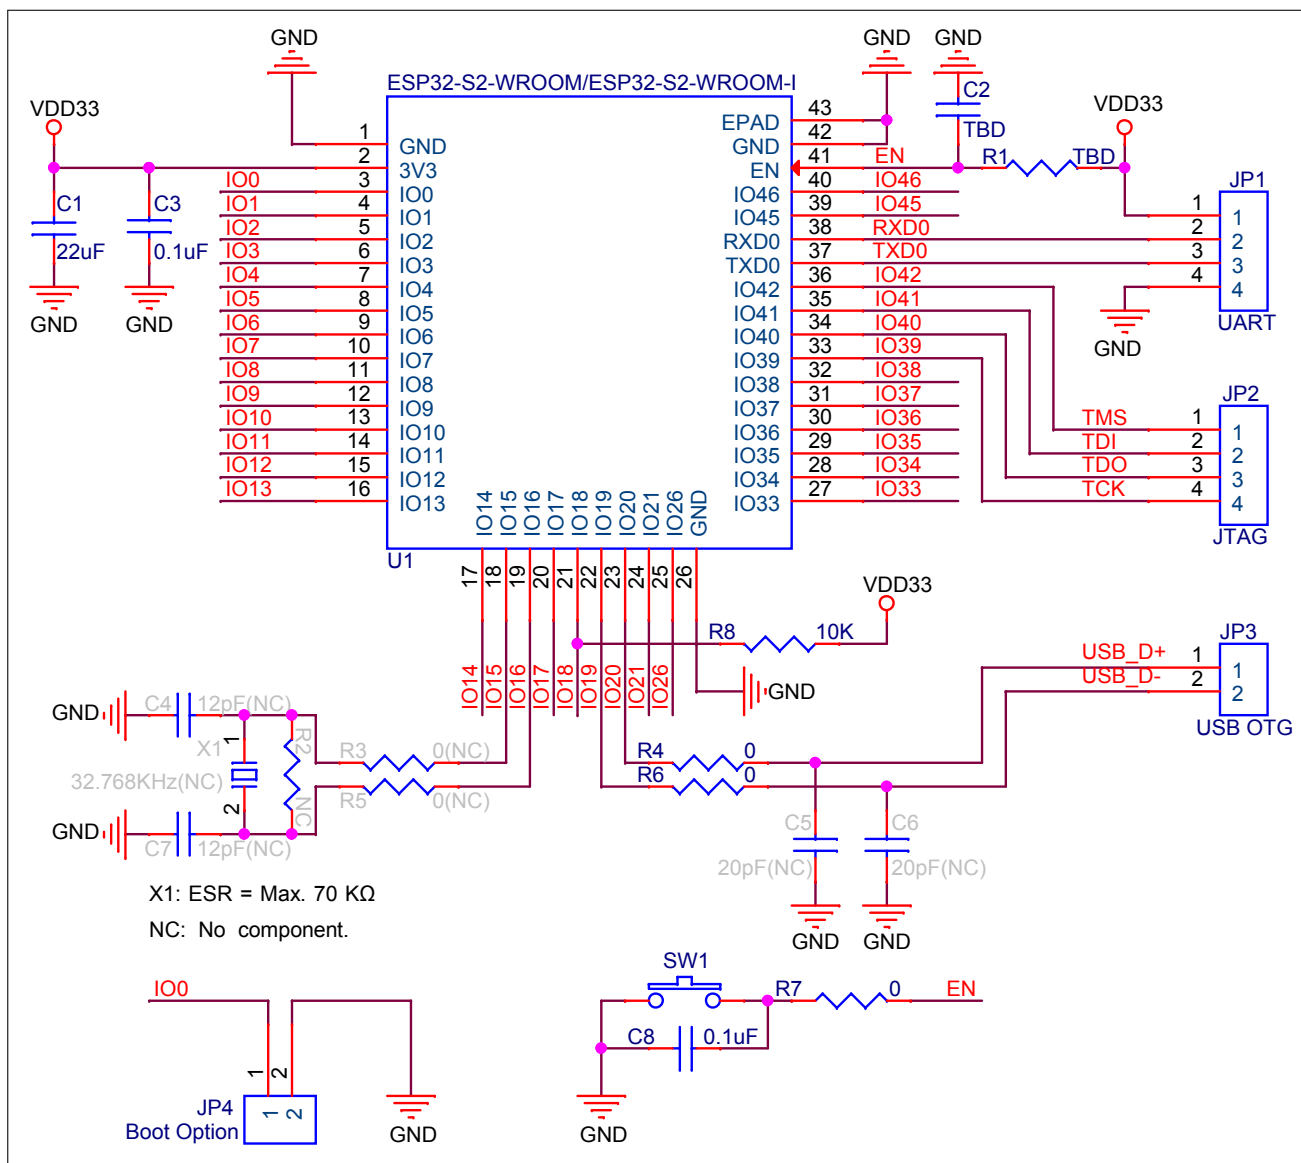 GND
GND
GND
ESP32-S2-WROOM/ESP32-S2-WROOM-I
C2
TBD
VDD33
VDD33
1 GND
2 3V3
IO0 3 IO0
IO1 4 IO1
IO2 5 IO2
IO3 6 IO3
IO4 7 IO4
IO5 8 IO5
IO6 9 IO6
IO7 10 IO7
IO8 11 IO8
IO9 12 IO9
IO10 13 IO10
IO11 14 IO11
IO12 15 IO12
IO13 16 IO13
C1
22uF
GND
C3
0.1uF
GND
EPAD 43
GND 42
EN 41 EN
IO46 40 IO46
IO45 39 IO45
RXD0 38 RXD0
TXD0 37 TXD0
IO42 36 IO42
IO41 35 IO41
IO40 34 IO40
IO39 33 IO39
IO38 32 IO38
IO37 31 IO37
IO36 30 IO36
IO35 29 IO35
IO34 28 IO34
IO33 27 IO33
R1 TBD
JP1
1 1
2 2
3 3
4 4
UART
GND
JP2
TMS 1 1
TDI 2 2
TDO 3 3
TCK 4 4
JTAG
U1
IO14 17 IO14
IO15 18 IO15
IO16 19 IO16
IO17 20 IO17
IO18 21 IO18
IO19 22 IO19
IO20 23 IO20
IO21 24 IO21
IO26 25 IO26
GND 26
GND
VDD33
R8 10K
JP3
USB_D+ 1 1
USB_D- 2 2
USB OTG
GND C4 12pF(NC)
X1
1
32.768KHz(NC)
2
R2
NC
R3 0(NC)
R5 0(NC)
GND C7 12pF(NC)
R4 0
R6 0
C5
20pF(NC)
GND
C6
20pF(NC)
GND
X1: ESR = Max. 70 KΩ
NC: No component.
IO0
1 2
JP4
1 2
Boot Option
GND
SW1
R7 0 EN
C8 0.1uF
GND